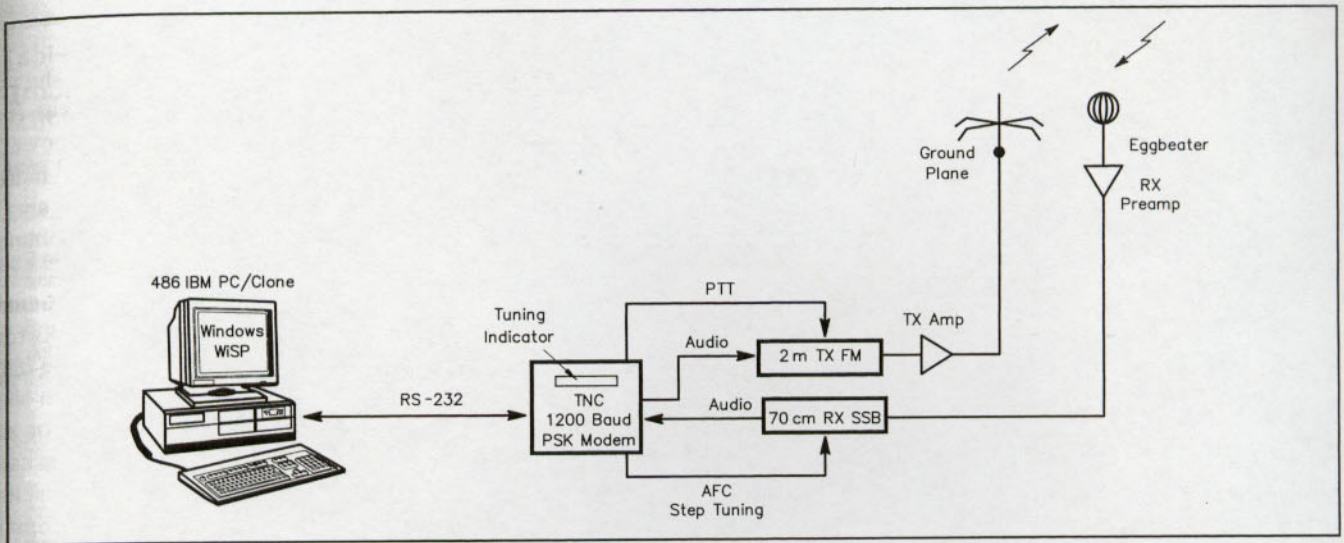 Ground
Plane
Eggbeater
RX
Preamp
486 IBM PC/Clone
Windows
WiSP
RS-232
Tuning
Indicator
TNC
1200 Baud
PSK Modem
PTT
Audio
2 m TX FM
TX Amp
Audio
70 cm RX SSB
AFC
Step Tuning